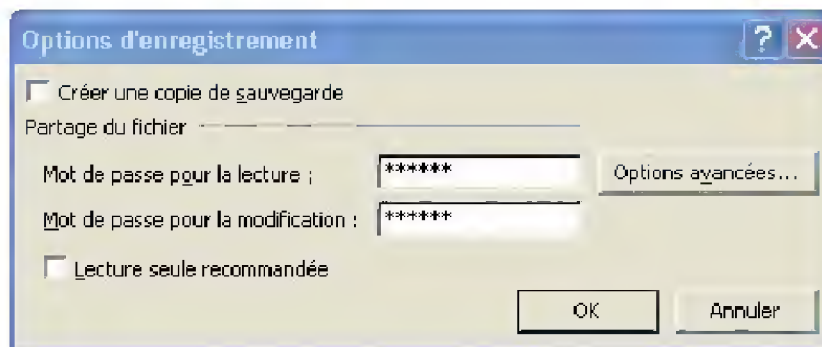 Options d'enregistrement
Créer une copie de sauvegarde
Partage du fichier
Mot de passe pour la lecture :
******
Options avancées...
Mot de passe pour la modification :
******
Lecture seule recommandée
OK
Annuler